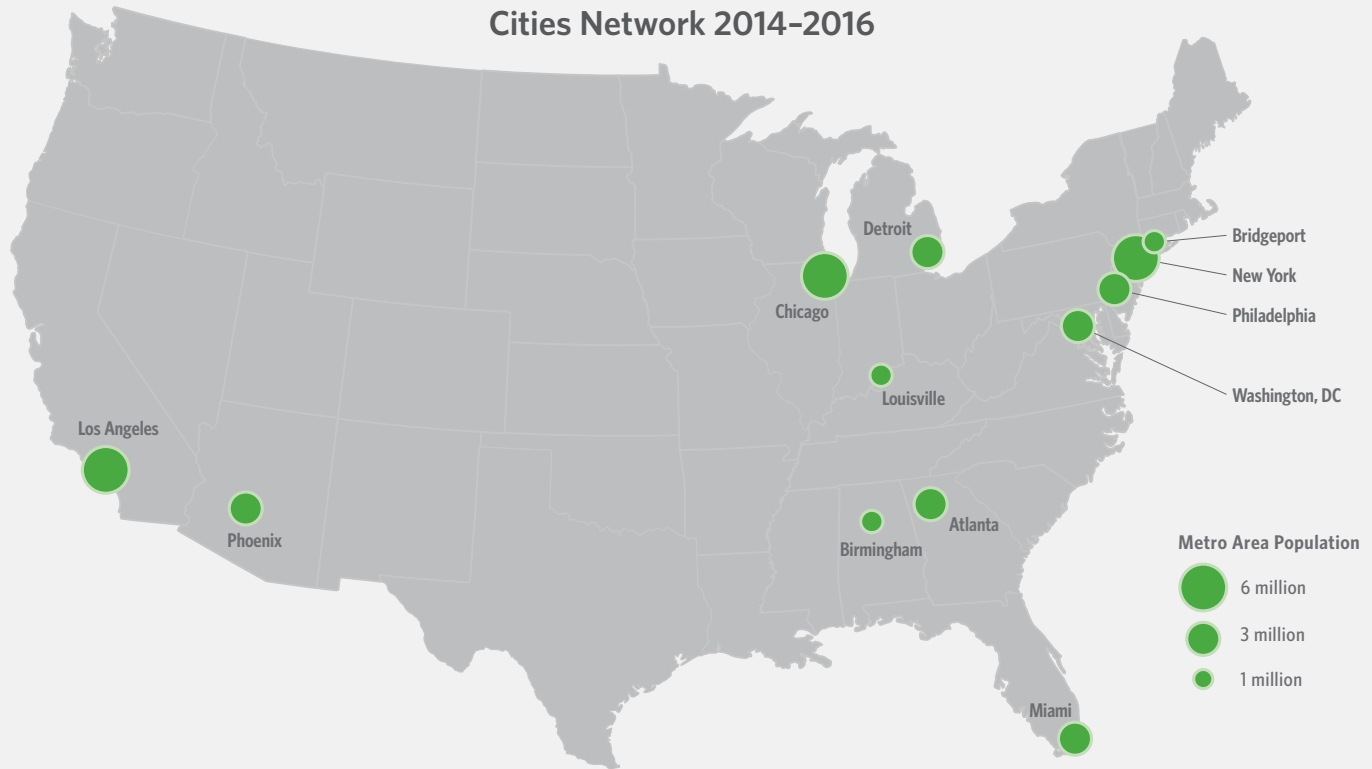 Cities Network 2014–2016
Detroit
Bridgeport
New York
Chicago
Philadelphia
Louisville
Washington, DC
Los Angeles
Phoenix
Atlanta
Birmingham
Metro Area Population
6 million
3 million
1 million
Miami